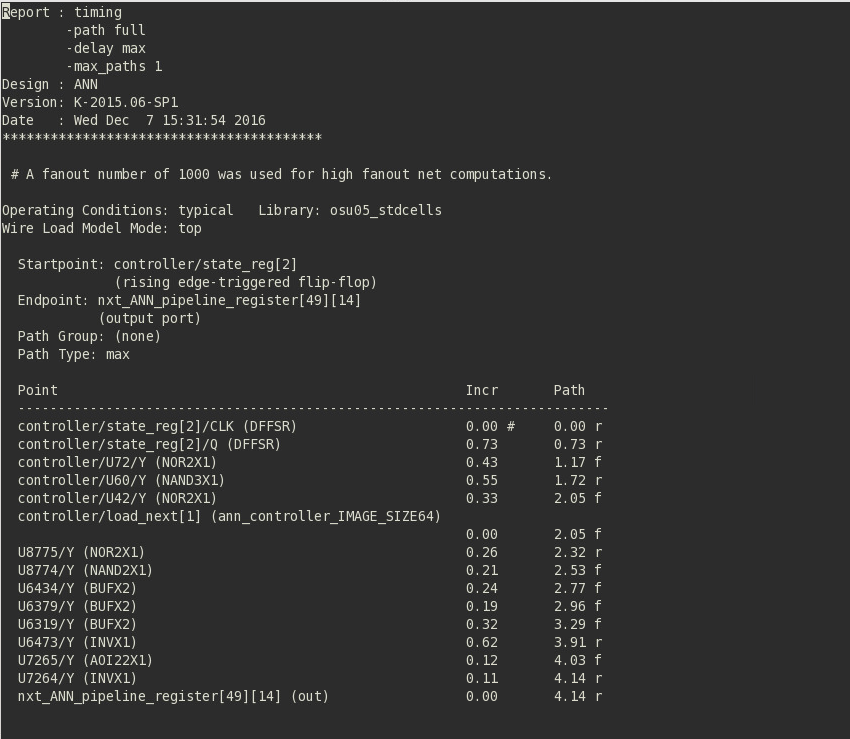 Report : timing
        -path full
        -delay max
        -max_paths 1
Design : ANN
Version: K-2015.06-SP1
Date   : Wed Dec  7 15:31:54 2016
****************************************

 # A fanout number of 1000 was used for high fanout net computations.

Operating Conditions: typical   Library: osu05_stdcells
Wire Load Model Mode: top

  Startpoint: controller/state_reg[2]
              (rising edge-triggered flip-flop)
  Endpoint: nxt_ANN_pipeline_register[49][14]
            (output port)
  Path Group: (none)
  Path Type: max

  Point                                                   Incr       Path
  --------------------------------------------------------------------------
  controller/state_reg[2]/CLK (DFFSR)                     0.00 #     0.00 r
  controller/state_reg[2]/Q (DFFSR)                       0.73       0.73 r
  controller/U72/Y (NOR2X1)                               0.43       1.17 f
  controller/U60/Y (NAND3X1)                              0.55       1.72 r
  controller/U42/Y (NOR2X1)                               0.33       2.05 f
  controller/load_next[1] (ann_controller_IMAGE_SIZE64)
                                                          0.00       2.05 f
  U8775/Y (NOR2X1)                                        0.26       2.32 r
  U8774/Y (NAND2X1)                                       0.21       2.53 f
  U6434/Y (BUFX2)                                         0.24       2.77 f
  U6379/Y (BUFX2)                                         0.19       2.96 f
  U6319/Y (BUFX2)                                         0.32       3.29 f
  U6473/Y (INVX1)                                         0.62       3.91 r
  U7265/Y (AOI22X1)                                       0.12       4.03 f
  U7264/Y (INVX1)                                         0.11       4.14 r
  nxt_ANN_pipeline_register[49][14] (out)                 0.00       4.14 r